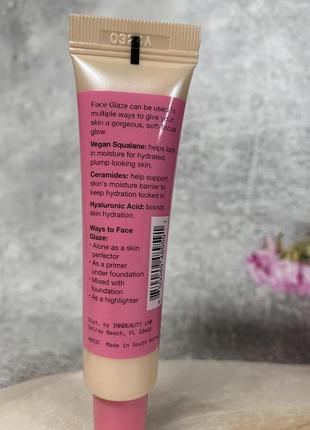 Face Glaze can be used in
multiple ways to give your
skin a gorgeous, soft-focus
glow.
Vegan Squalane: helps lock
in moisture for hydrated,
plump looking skin.
Ceramides: help support
skin's moisture barrier to
keep hydration locked in.
Hyaluronic Acid: boosts
skin hydration.
Ways to Face
Glaze:
• Alone as a skin
perfector
• As a primer
under foundation
• Mixed with
foundation
• As a highlighter
Dist. by INNBEAUTY LAB
Delray Beach, FL
Made in South Korea